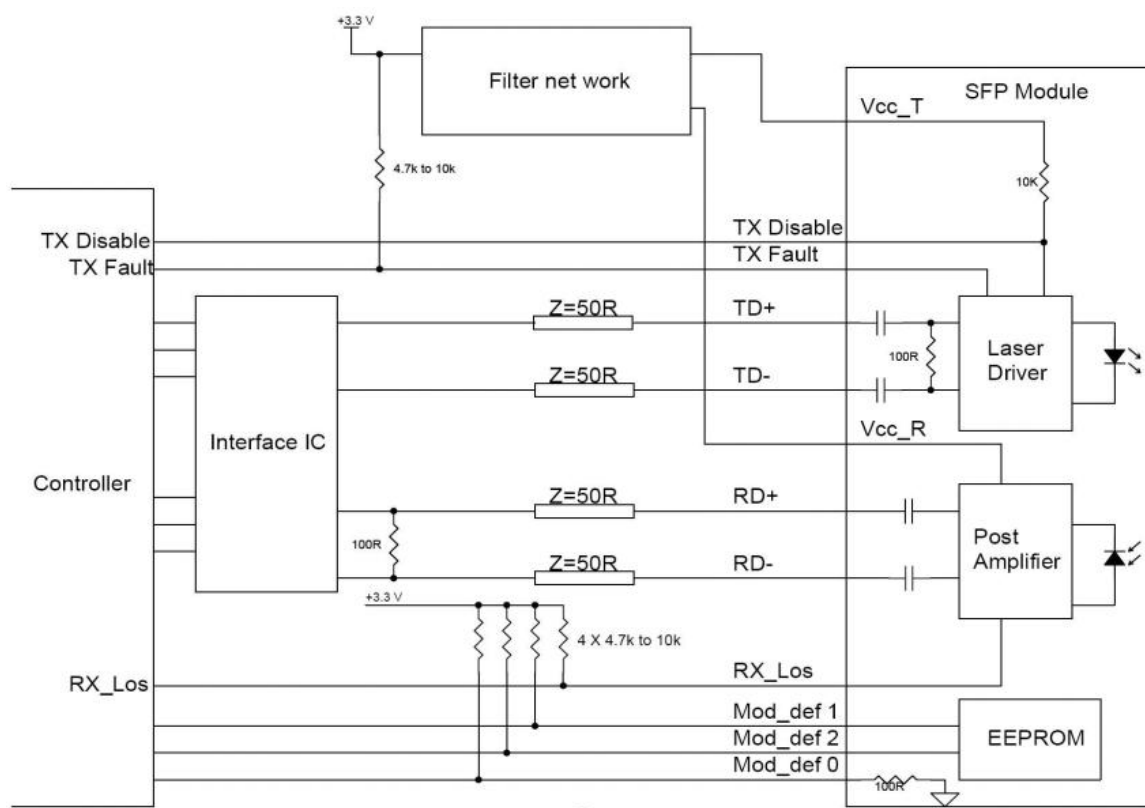 +3.3 V
Filter net work
SFP Module
Vcc_T
4.7k to 10k
10K
TX Disable
TX Disable
TX Fault
TX Fault
Z=50R
TD+
100R
Laser
Driver
Z=50R
TD-
Vcc_R
Interface IC
Controller
Z=50R
RD+
100R
Post
Amplifier
Z=50R
RD-
+3.3 V
4 X 4.7k to 10k
RX_Los
RX_Los
Mod_def 1
EEPROM
Mod_def 2
Mod_def 0
100R